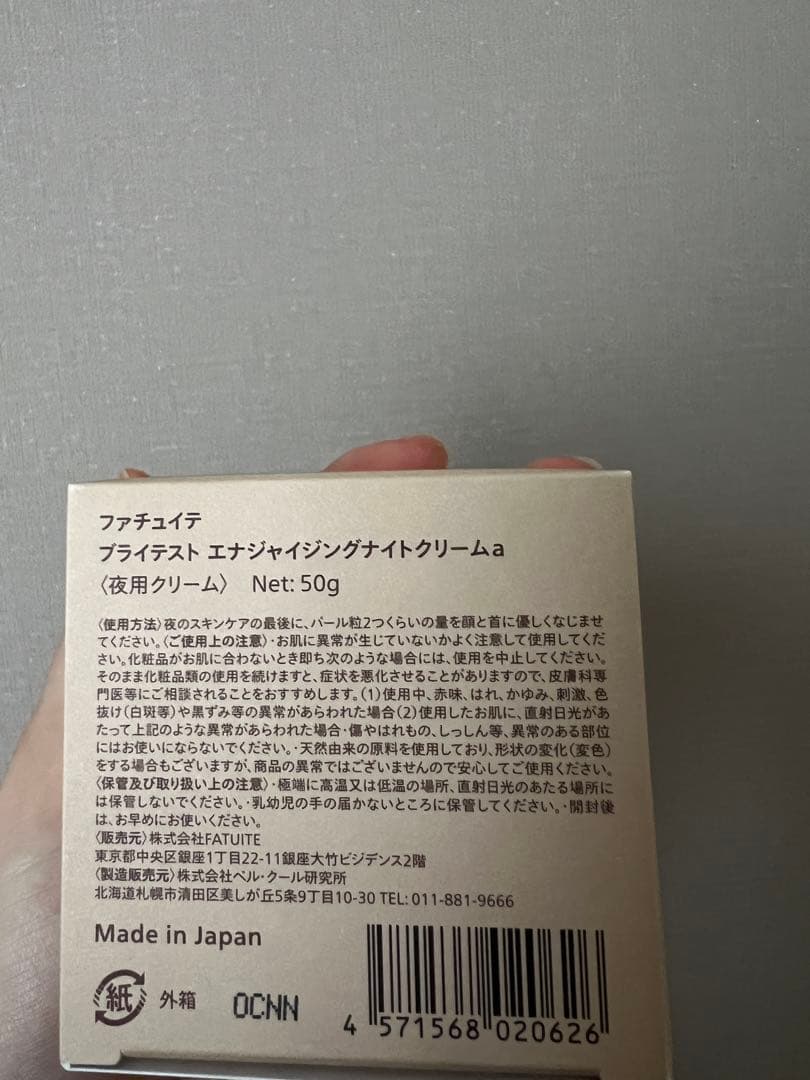 ファチュイテ
ブライテスト エナジャイジングナイトクリームa
〈夜用クリーム〉 Net: 50g
〈使用方法〉夜のスキンケアの最後に、パール粒2つくらいの量を顔と首に優しくなじませ
てください。〈ご使用上の注意〉・お肌に異常が生じていないかよく注意して使用してくだ
さい。化粧品がお肌に合わないとき即ち次のような場合には、使用を中止してください。
そのまま化粧品類の使用を続けますと、症状を悪化させることがありますので、皮膚科専
門医等にご相談されることをおすすめします。(1)使用中、赤味、はれ、かゆみ、刺激、色
抜け(白斑等)や黒ずみ等の異常があらわれた場合(2)使用したお肌に、直射日光があ
たって上記のような異常があらわれた場合・傷やはれもの、しっしん等、異常のある部位
にはお使いにならないでください。・天然由来の原料を使用しており、形状の変化(変色)
をする場合もございますが、商品の異常ではございませんので安心してご使用ください。
〈保管及び取り扱い上の注意〉・極端に高温又は低温の場所、直射日光のあたる場所に
は保管しないでください。・乳幼児の手の届かないところに保管してください。・開封後
は、お早めにお使いください。
〈販売元〉株式会社FATUITE
東京都中央区銀座1丁目22-11銀座大竹ビジデンス2階
〈製造販売元〉株式会社ベル・クール研究所
北海道札幌市清田区美しが丘5条9丁目10-30 TEL: 011-881-9666
Made in Japan
紙 外箱 OCNN
4 571568 020626